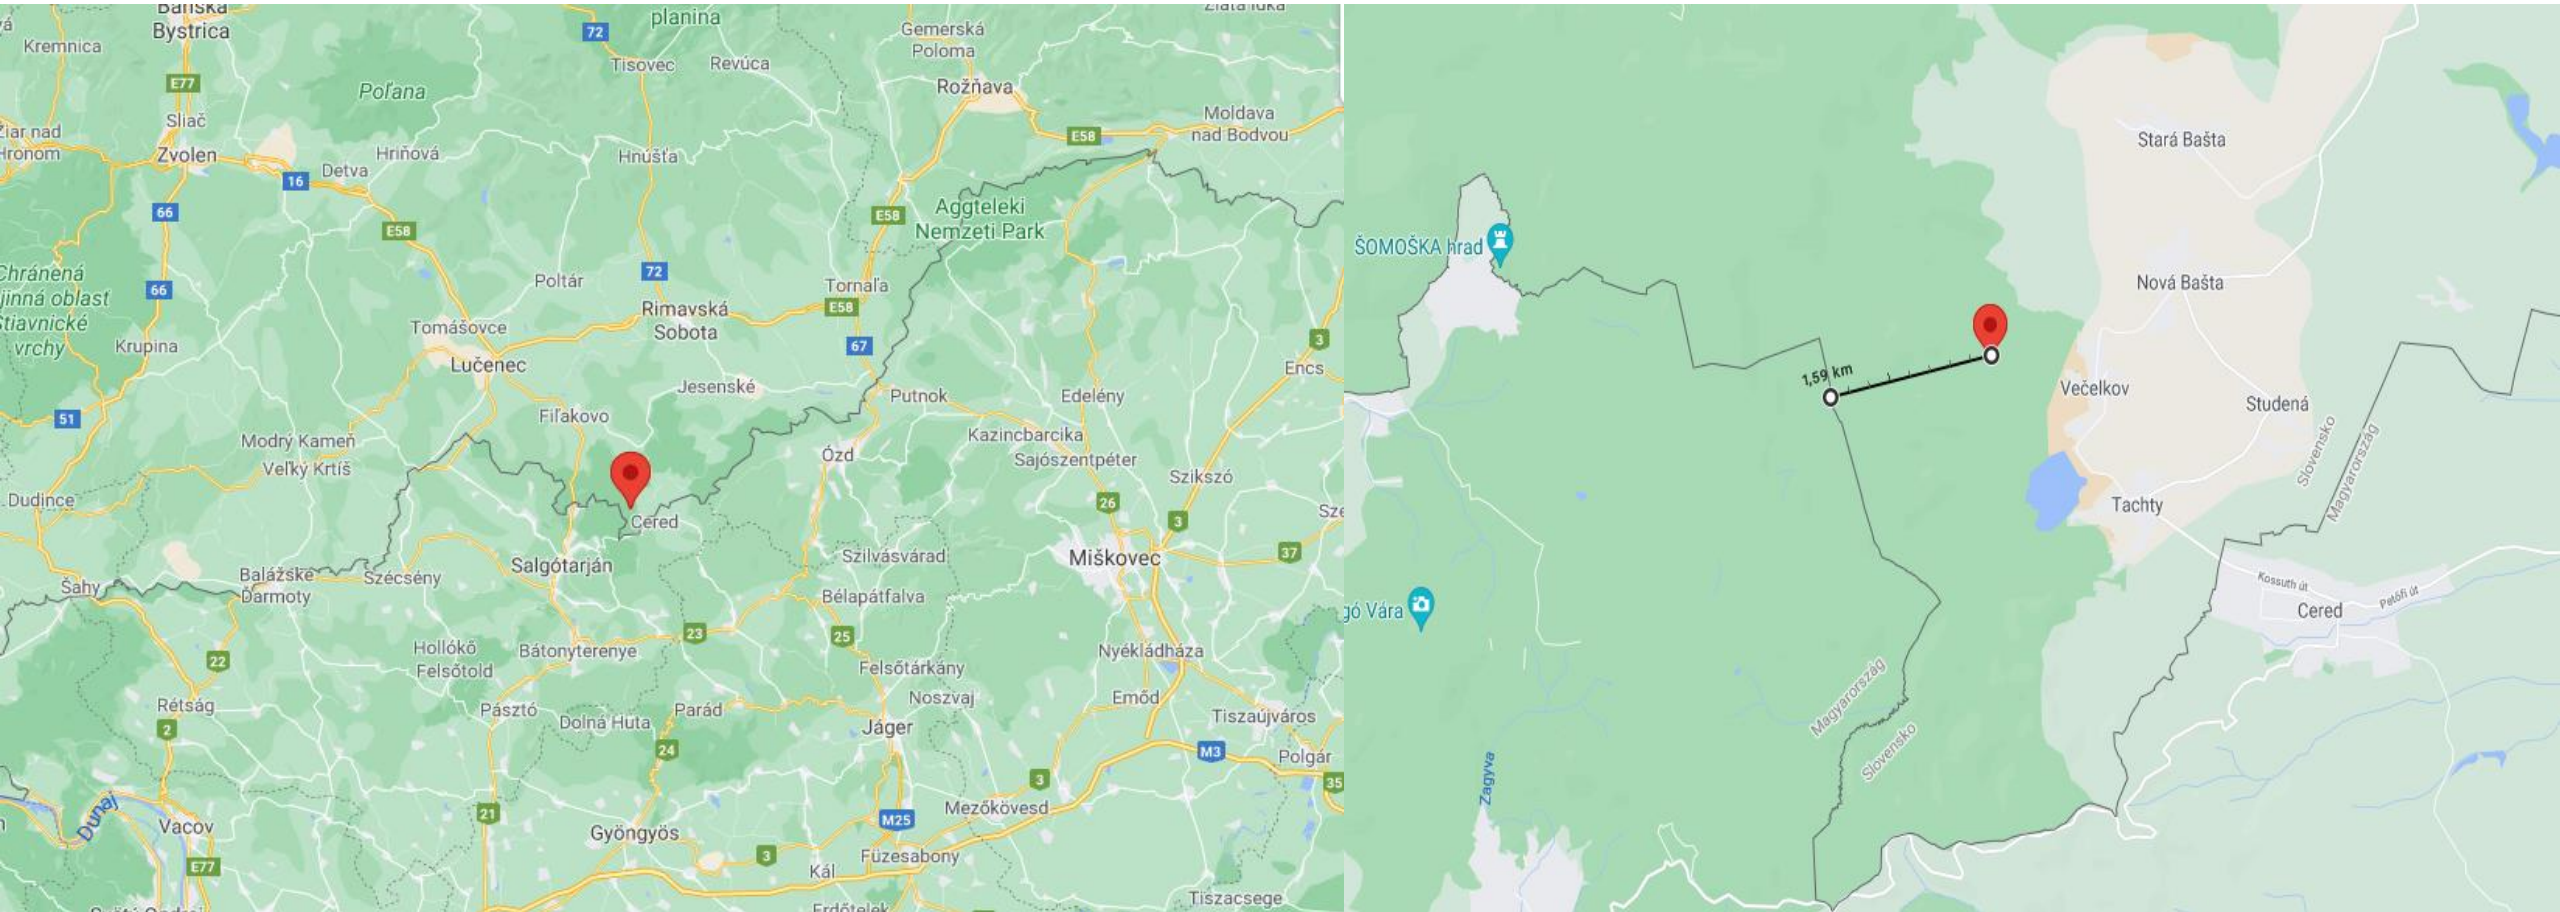 Banská
Bystrica
planina
Zlatá Idka
72
Gemerská
Poloma
Kremnica
Tisovec
Revúca
E77
Poľana
Rožňava
Sliač
Moldava
nad Bodvou
Žiar nad
Hronom
E58
Zvolen
Hriňová
Hnúšťa
Detva
16
66
E58
E58
Aggteleki
Nemzeti Park
Chránená
jinná oblasť
Štiavnické
vrchy
66
72
Poltár
Tornaľa
E58
Rimavská
Sobota
Tomášovce
Krupina
67
3
Lučenec
Encs
Jesenské
Putnok
Edelény
51
Fiľakovo
Modrý Kameň
Kazincbarcika
Veľký Krtíš
Ózd
Sajószentpéter
Szikszó
Dudince
26
Cered
3
Sze
Salgótarján
Szilvásvárad
Miškovec
37
Šahy
Balážske
Ďarmoty
Szécsény
Bélapátfalva
23
25
Hollókő
Felsőtold
Bátonyterenye
Nyékládháza
22
Felsőtárkány
Rétság
Pásztó
Parád
Noszvaj
Emőd
Dolná Huta
Tiszaújváros
2
Jáger
24
M3
Polgár
3
35
Dunaj
21
Mezőkövesd
Vacov
Gyöngyös
M25
3
Füzesabony
E77
Kál
Tiszacsege
Erdőtelek
Stará Bašta
ŠOMOŠKA hrad
Nová Bašta
1,59 km
Večelkov
Studená
Slovensko
Magyarország
Tachty
Kossuth út
Petőfi út
gó Vára
Cered
Magyarország
Slovensko
Zagyva